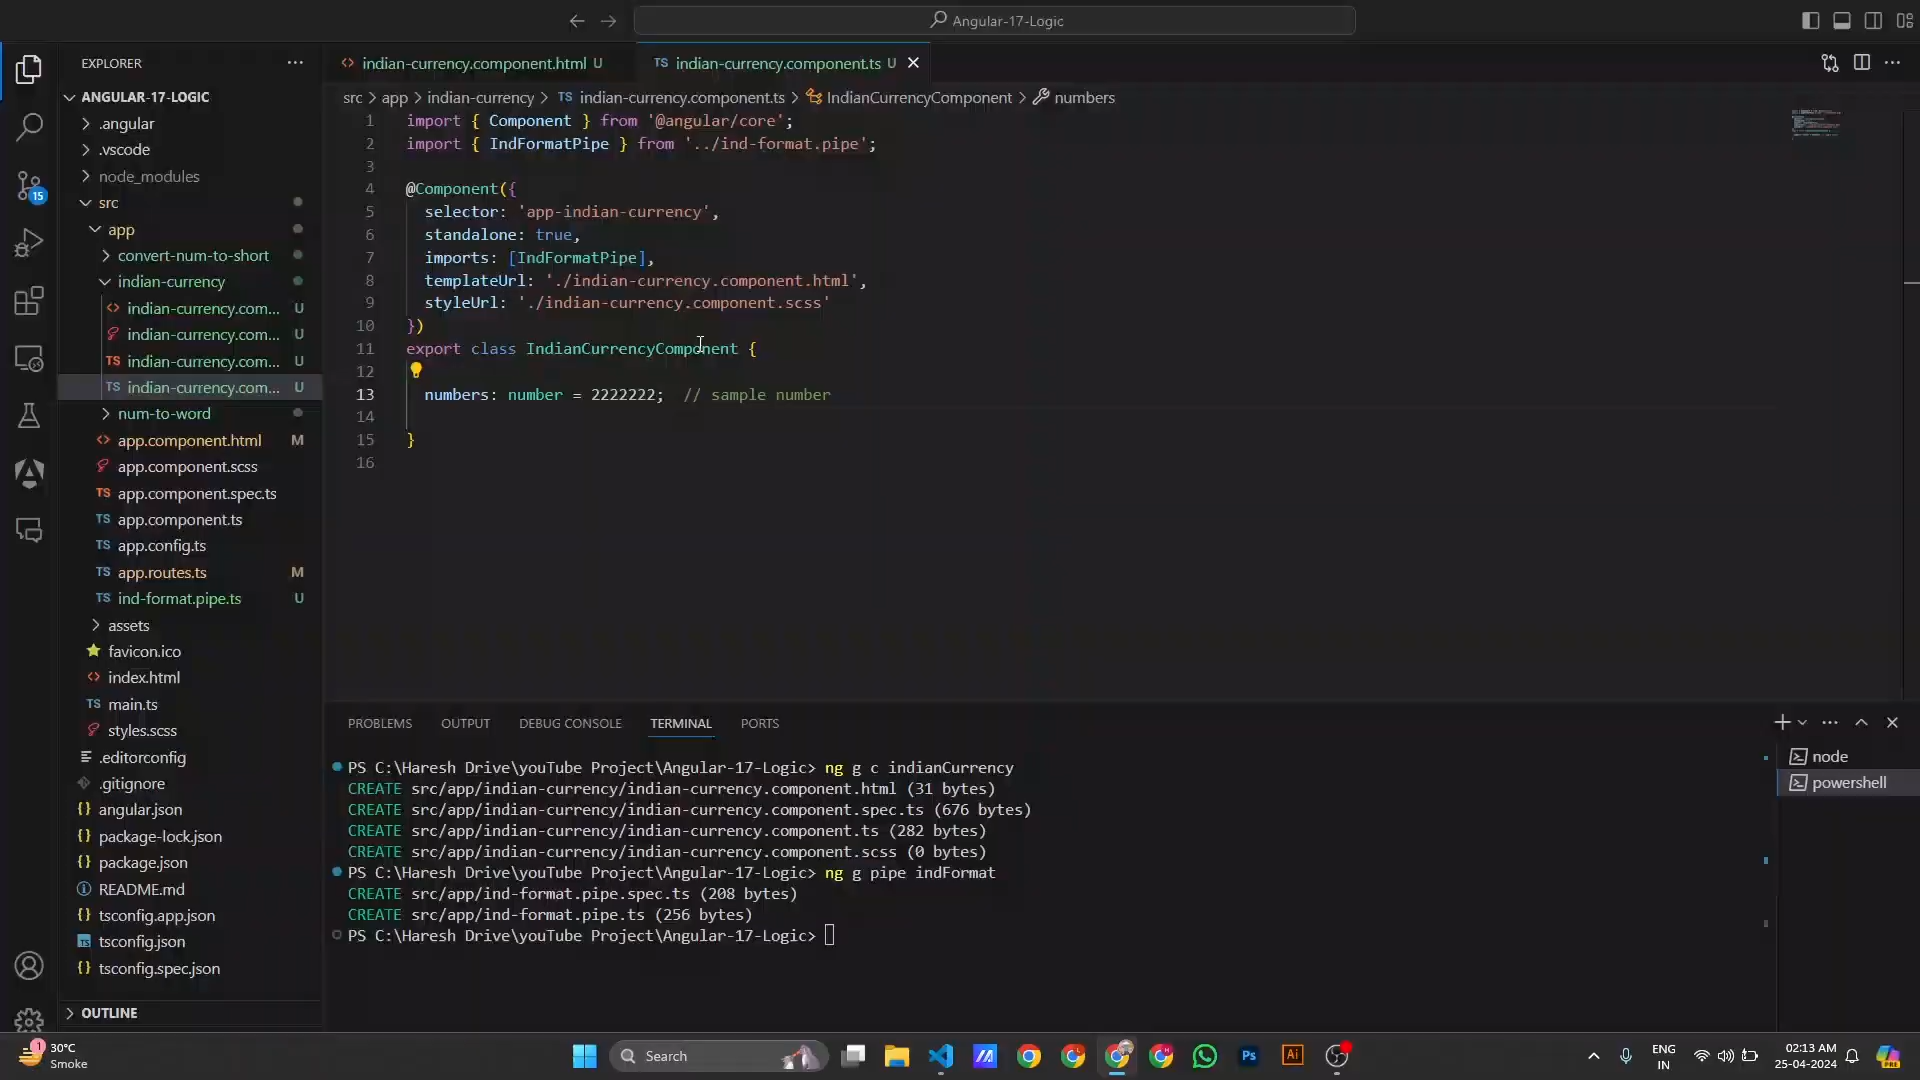 Angular-17-Logic
EXPLORER
ANGULAR-17-LOGIC
.angular
.vscode
node_modules
src
app
convert-num-to-short
indian-currency
indian-currency.com... U
indian-currency.com... U
indian-currency.com... U
indian-currency.com... U
num-to-word
app.component.html M
app.component.scss
app.component.spec.ts
app.component.ts
app.config.ts
app.routes.ts M
ind-format.pipe.ts U
assets
favicon.ico
index.html
main.ts
styles.scss
.editorconfig
.gitignore
angular.json
package-lock.json
package.json
README.md
tsconfig.app.json
tsconfig.json
tsconfig.spec.json
OUTLINE
15
indian-currency.component.html U
indian-currency.component.ts U
src > app > indian-currency > TS indian-currency.component.ts > IndianCurrencyComponent > numbers
1 import { Component } from '@angular/core';
2 import { IndFormatPipe } from '../ind-format.pipe';
3
4 @Component({
5 selector: 'app-indian-currency',
6 standalone: true,
7 imports: [IndFormatPipe],
8 templateUrl: './indian-currency.component.html',
9 styleUrl: './indian-currency.component.scss'
10 })
11 export class IndianCurrencyComponent {
12
13 numbers: number = 2222222; // sample number
14
15 }
16
PROBLEMS OUTPUT DEBUG CONSOLE TERMINAL PORTS
PS C:\Haresh Drive\youTube Project\Angular-17-Logic> ng g c indianCurrency
CREATE src/app/indian-currency/indian-currency.component.html (31 bytes)
CREATE src/app/indian-currency/indian-currency.component.spec.ts (676 bytes)
CREATE src/app/indian-currency/indian-currency.component.ts (282 bytes)
CREATE src/app/indian-currency/indian-currency.component.scss (0 bytes)
PS C:\Haresh Drive\youTube Project\Angular-17-Logic> ng g pipe indFormat
CREATE src/app/ind-format.pipe.spec.ts (208 bytes)
CREATE src/app/ind-format.pipe.ts (256 bytes)
PS C:\Haresh Drive\youTube Project\Angular-17-Logic>
node
powershell
1
30°C
Smoke
Search
Ps
Ai
ENG
IN
02:13 AM
25-04-2024